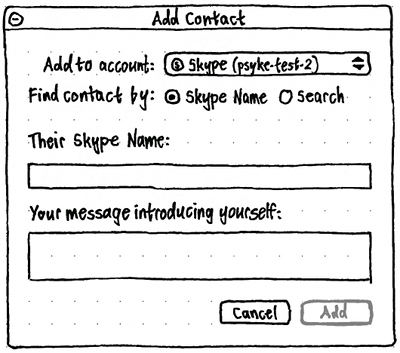 Add Contact
Add to account: S Skype (psyke-test-2)
Find contact by: Skype Name Search
Their Skype Name:
Your message introducing yourself:
Cancel Add